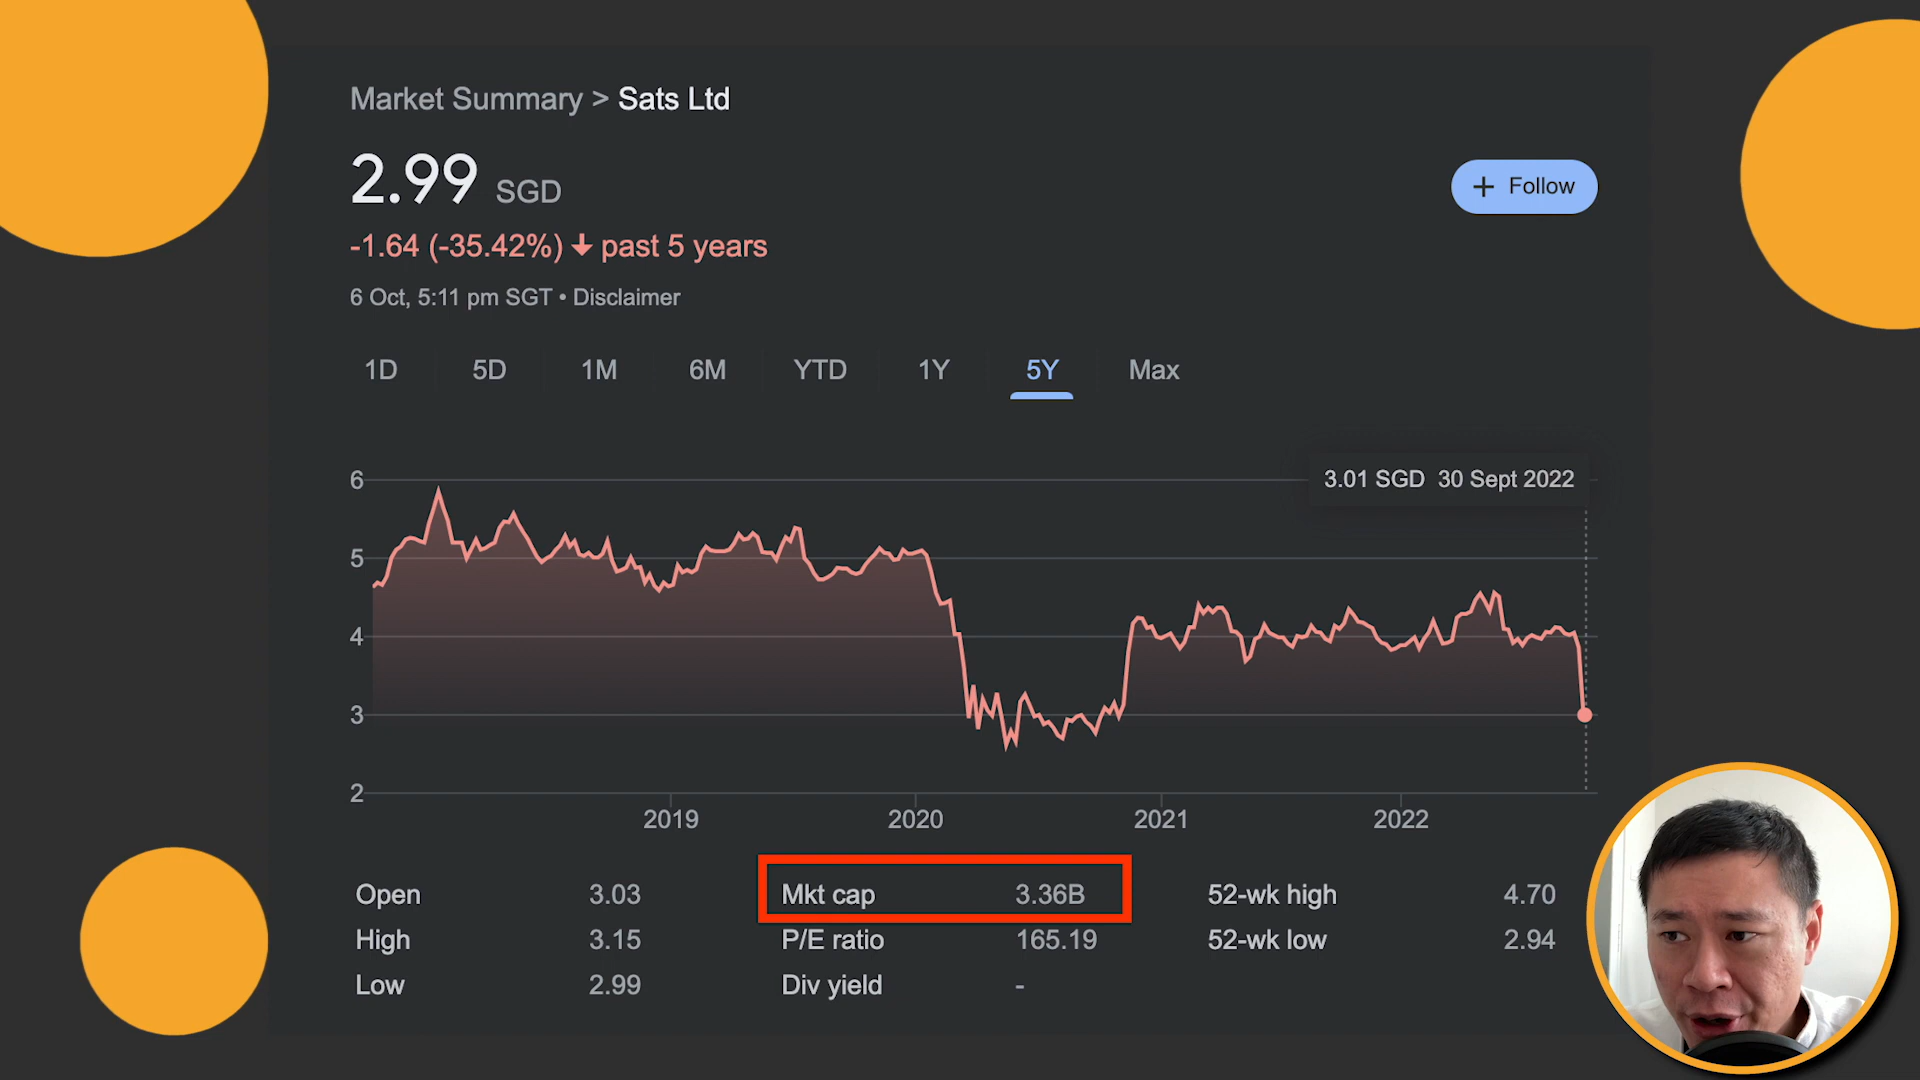 Market Summary > Sats Ltd
2.99 SGD
+ Follow
-1.64 (-35.42%) ↓ past 5 years
6 Oct, 5:11 pm SGT • Disclaimer
1D 5D 1M 6M YTD 1Y 5Y Max
3.01 SGD 30 Sept 2022
6
5
4
3
2
2019 2020 2021 2022
Open 3.03 Mkt cap 3.36B 52-wk high 4.70
High 3.15 P/E ratio 165.19 52-wk low 2.94
Low 2.99 Div yield -